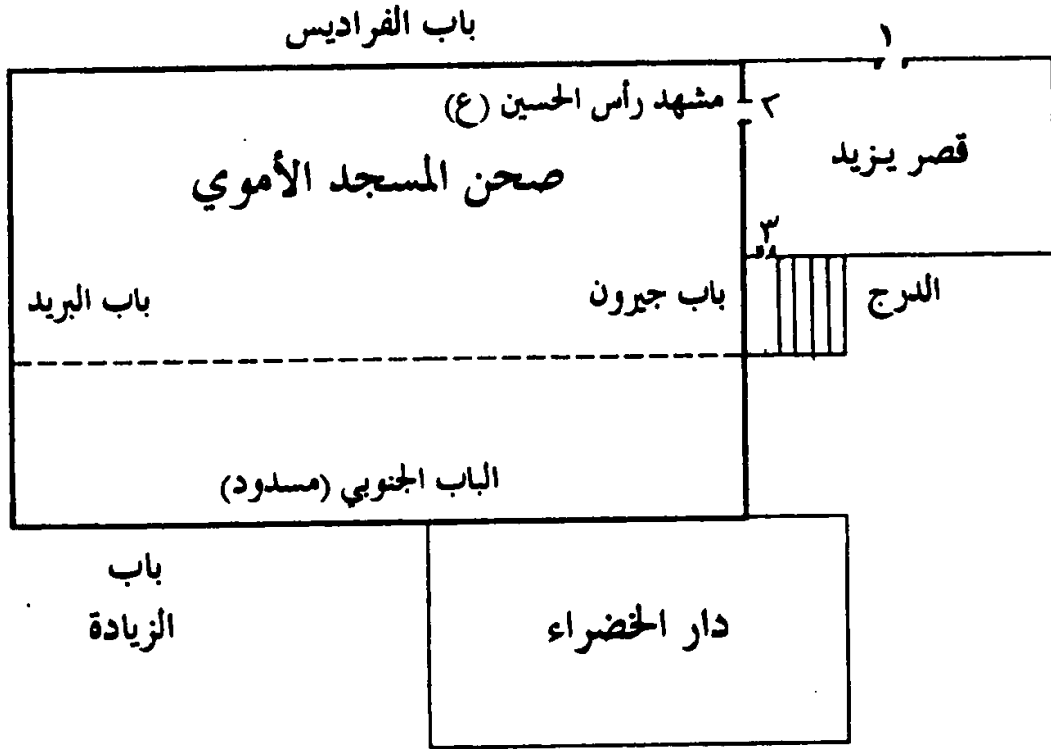 باب الفراديس
١
مشهد رأس الحسين (ع)
٢
قصر يزيد
صحن المسجد الأموي
٣
باب البريد
باب جيرون
الدرج
الباب الجنوبي (مسدود)
باب
الزيادة
دار الخضراء